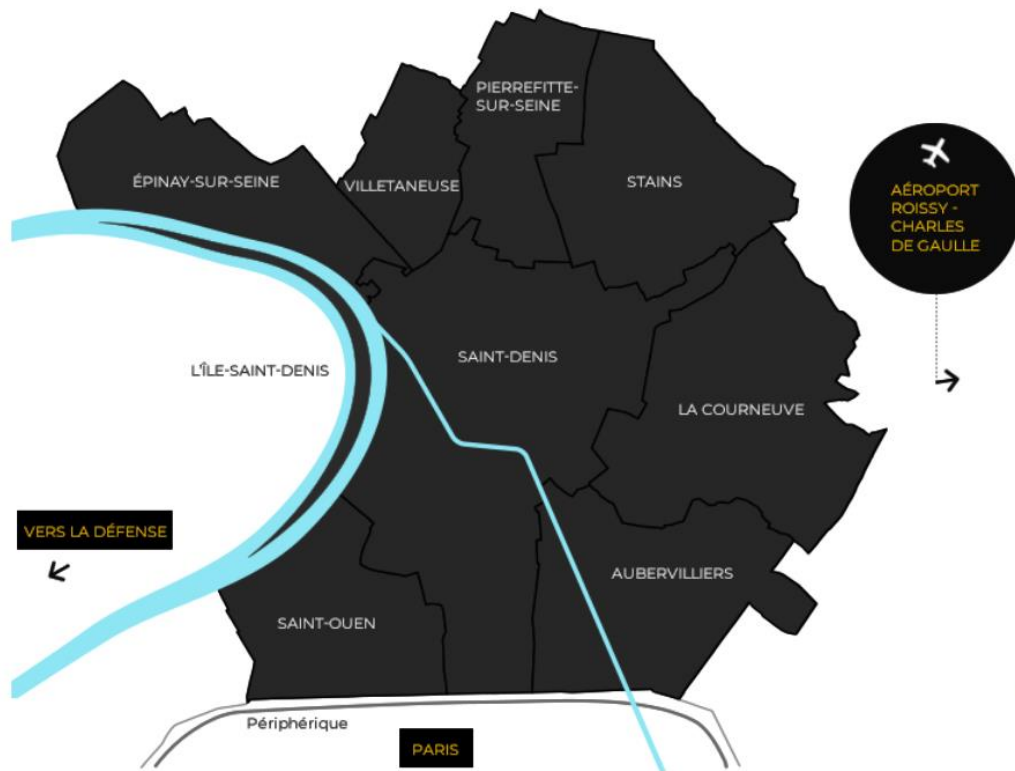 PIERREFITTE-
SUR-SEINE
ÉPINAY-SUR-SEINE
VILLETANEUSE
STAINS
AÉROPORT
ROISSY -
CHARLES
DE GAULLE
L'ÎLE-SAINT-DENIS
SAINT-DENIS
LA COURNEUVE
VERS LA DÉFENSE
AUBERVILLIERS
SAINT-OUEN
Périphérique
PARIS